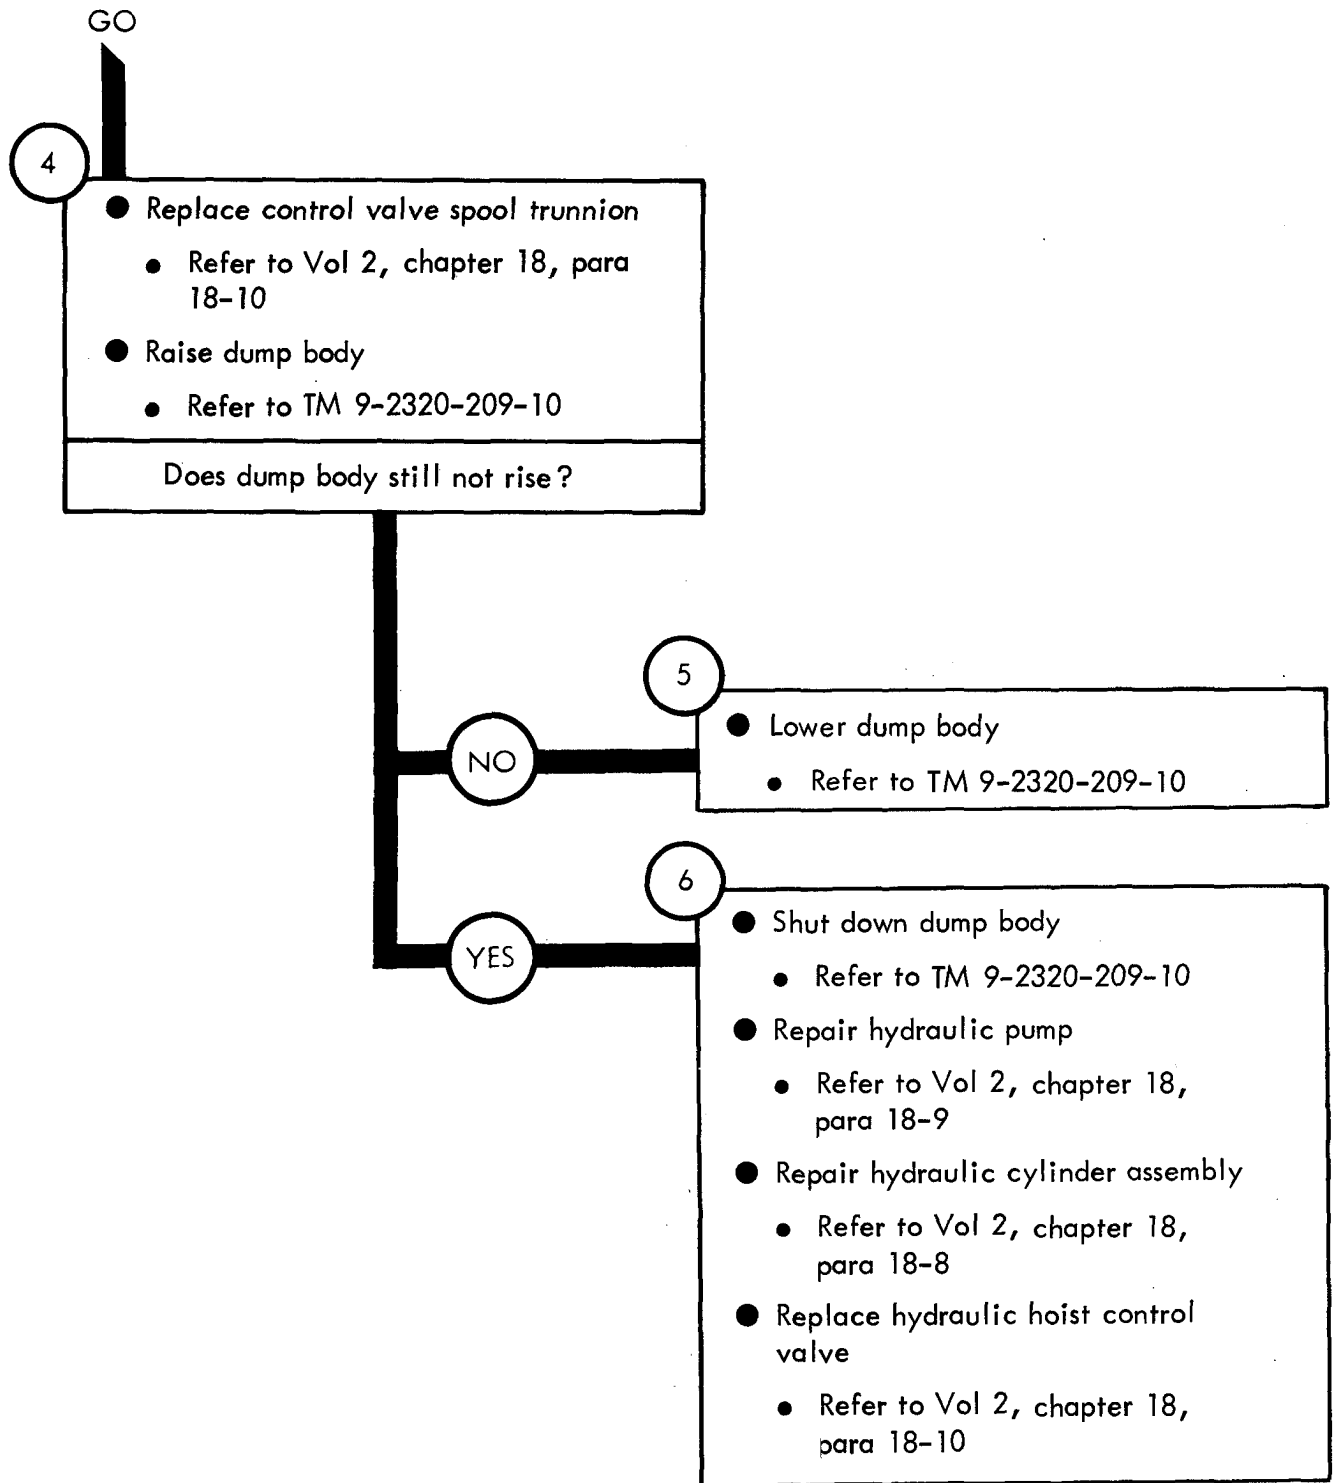 GO
4
● Replace control valve spool trunnion
● Refer to Vol 2, chapter 18, para
18-10
● Raise dump body
● Refer to TM 9-2320-209-10
Does dump body still not rise?
5
NO
● Lower dump body
● Refer to TM 9-2320-209-10
6
YES
● Shut down dump body
● Refer to TM 9-2320-209-10
● Repair hydraulic pump
● Refer to Vol 2, chapter 18,
para 18-9
● Repair hydraulic cylinder assembly
● Refer to Vol 2, chapter 18,
para 18-8
● Replace hydraulic hoist control
valve
● Refer to Vol 2, chapter 18,
para 18-10